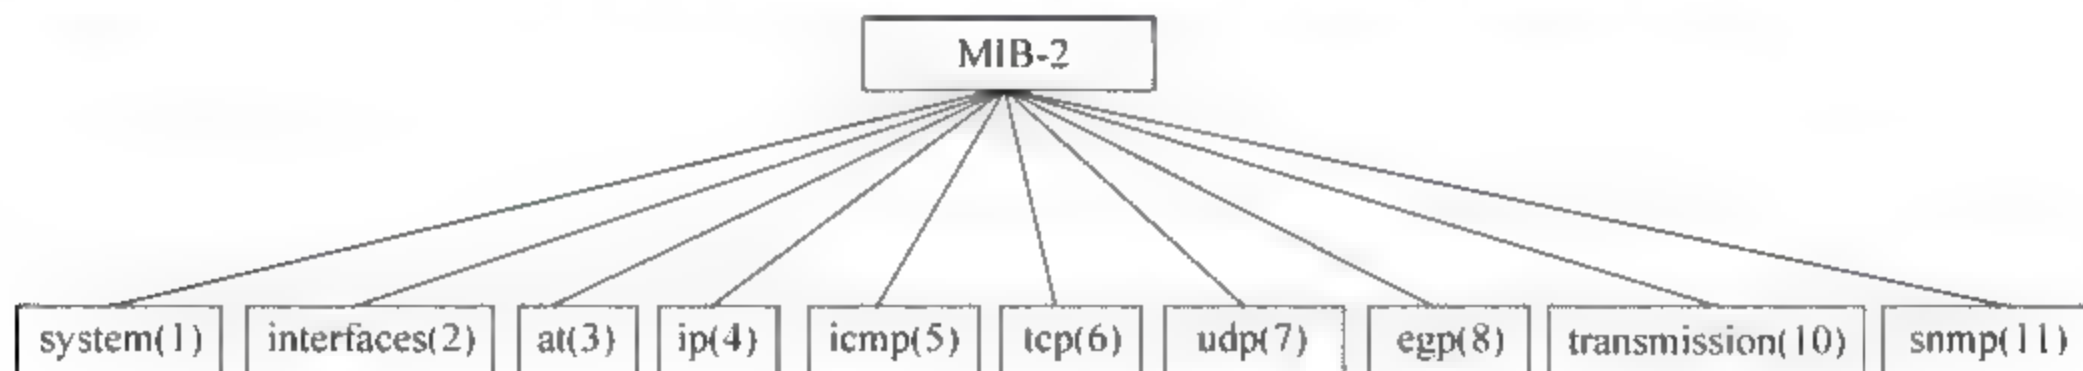 MIB-2
system(1) interfaces(2) at(3) ip(4) icmp(5) tcp(6) udp(7) egp(8) transmission(10) snmp(11)